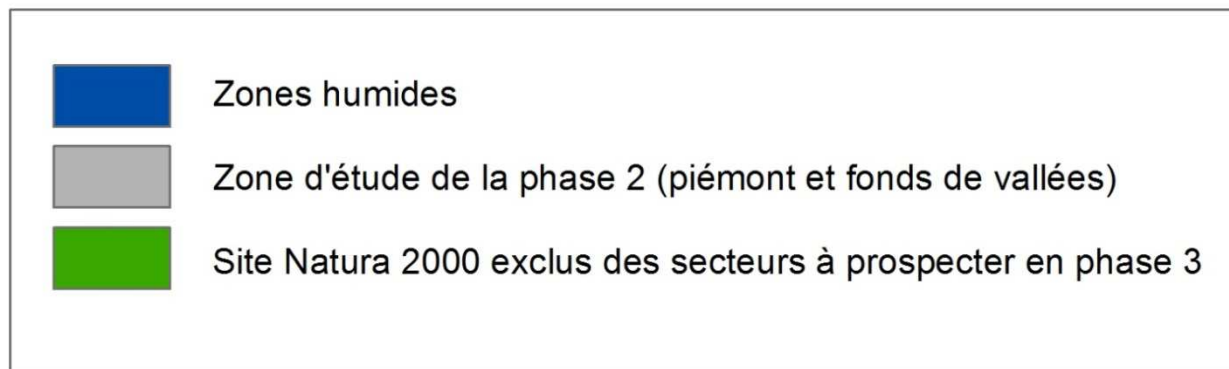 Zones humides
Zone d'étude de la phase 2 (piémont et fonds de vallées)
Site Natura 2000 exclus des secteurs à prospecter en phase 3